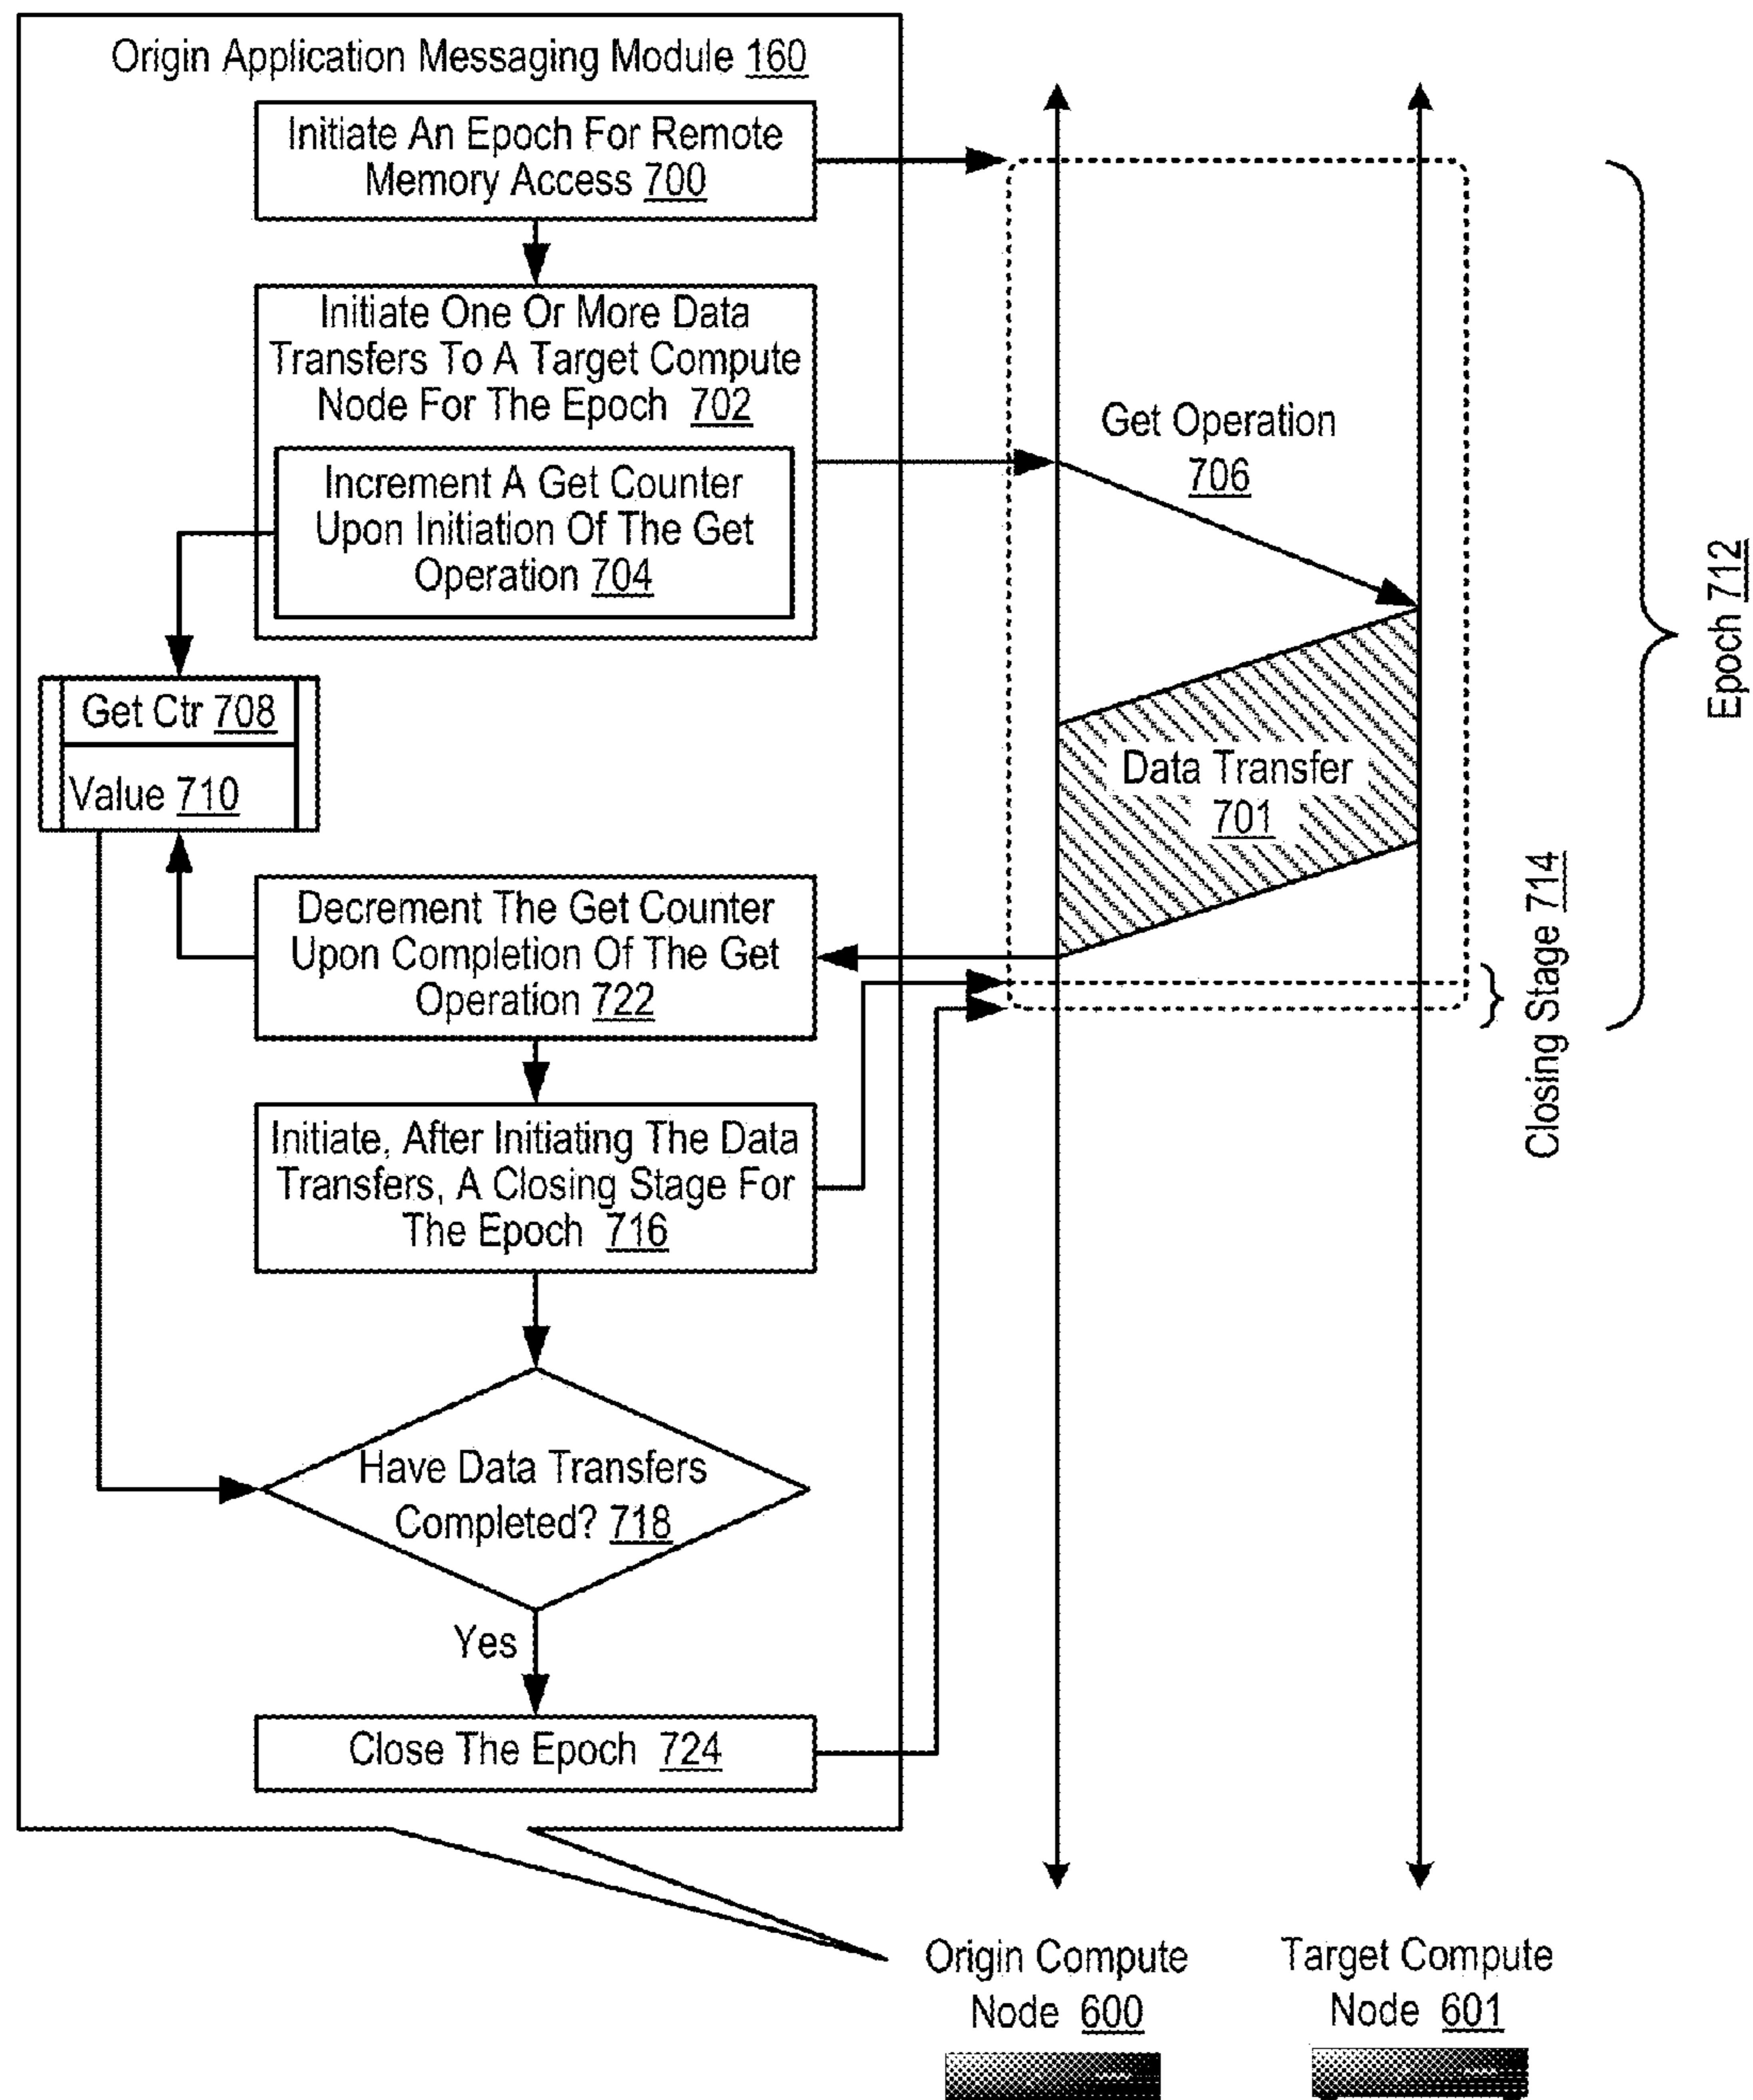 Origin Application Messaging Module 160
Initiate An Epoch For Remote
Memory Access 700
Initiate One Or More Data
Transfers To A Target Compute
Node For The Epoch 702
Increment A Get Counter
Upon Initiation Of The Get
Operation 704
Get Operation
706
Get Ctr 708
Value 710
Data Transfer
701
Epoch 712
Closing Stage 714
Decrement The Get Counter
Upon Completion Of The Get
Operation 722
Initiate, After Initiating The Data
Transfers, A Closing Stage For
The Epoch 716
Have Data Transfers
Completed? 718
Yes
Close The Epoch 724
Origin Compute
Node 600
Target Compute
Node 601